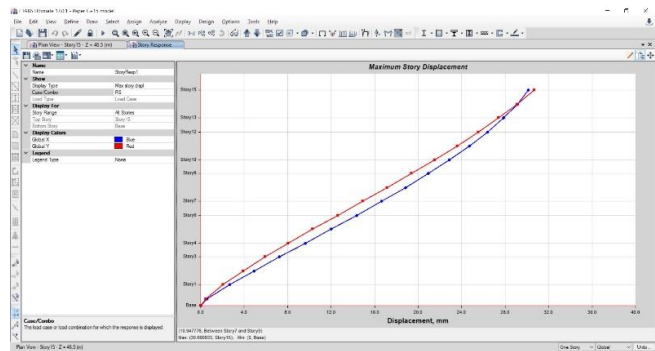 ETABS Ultimate 17.0.1 - Paper 1 - 15 model
File Edit View Define Draw Select Assign Analyze Display Design Options Tools Help
Plan View - Story15 - Z = 46.3 (m)
Story Response
Name
Name StoryResp1
Show
Display Type Max story displ
Case/Combo RS
Load Type Load Case
Display For
Story Range All Stories
Top Story Story15
Bottom Story Base
Display Colors
Global X Blue
Global Y Red
Legend
Legend Type None
Case/Combo
The load case or load combination for which the response is displayed.
Maximum Story Displacement
Story15
Story13
Story12
Story10
Story9
Story7
Story6
Story4
Story3
Story1
Base
0.0 4.0 8.0 12.0 16.0 20.0 24.0 28.0 32.0 36.0 40.0
Displacement, mm
Plan View - Story15 - Z = 46.3 (m)
One Story
Global
Units...